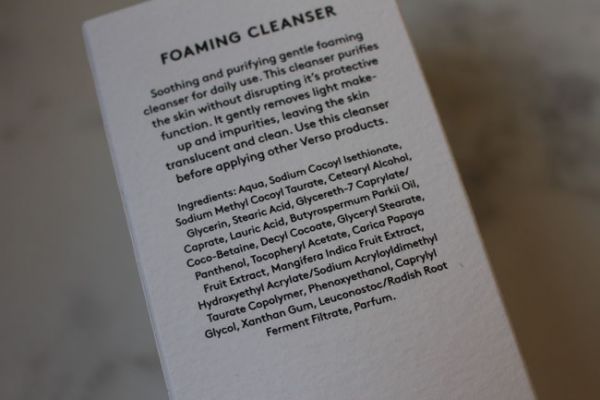 FOAMING CLEANSER
Soothing and purifying gentle foaming
cleanser for daily use. This cleanser purifies
the skin without disrupting it's protective
function. It gently removes light make-
up and impurities, leaving the skin
translucent and clean. Use this cleanser
before applying other Verso products.
Ingredients: Aqua, Sodium Cocoyl Isethionate,
Sodium Methyl Cocoyl Taurate, Cetearyl Alcohol,
Glycerin, Stearic Acid, Glycereth-7 Caprylate/
Caprate, Lauric Acid, Butyrospermum Parkii Oil,
Coco-Betaine, Decyl Cocoate, Glyceryl Stearate,
Panthenol, Tocopheryl Acetate, Carica Papaya
Fruit Extract, Mangifera Indica Fruit Extract,
Hydroxyethyl Acrylate/Sodium Acryloyldimethyl
Taurate Copolymer, Phenoxyethanol, Caprylyl
Glycol, Xanthan Gum, Leuconostoc/Radish Root
Ferment Filtrate, Parfum.